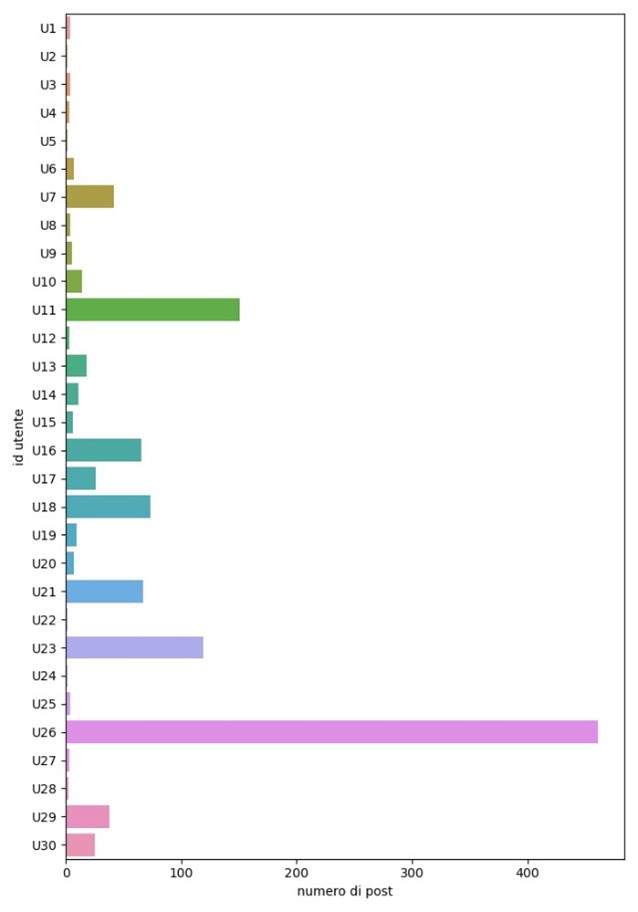 U1
U2
U3
U4
U5
U6
U7
U8
U9
U10
U11
U12
U13
U14
U15
U16
U17
U18
U19
U20
U21
U22
U23
U24
U25
U26
U27
U28
U29
U30
id utente
0 100 200 300 400
numero di post